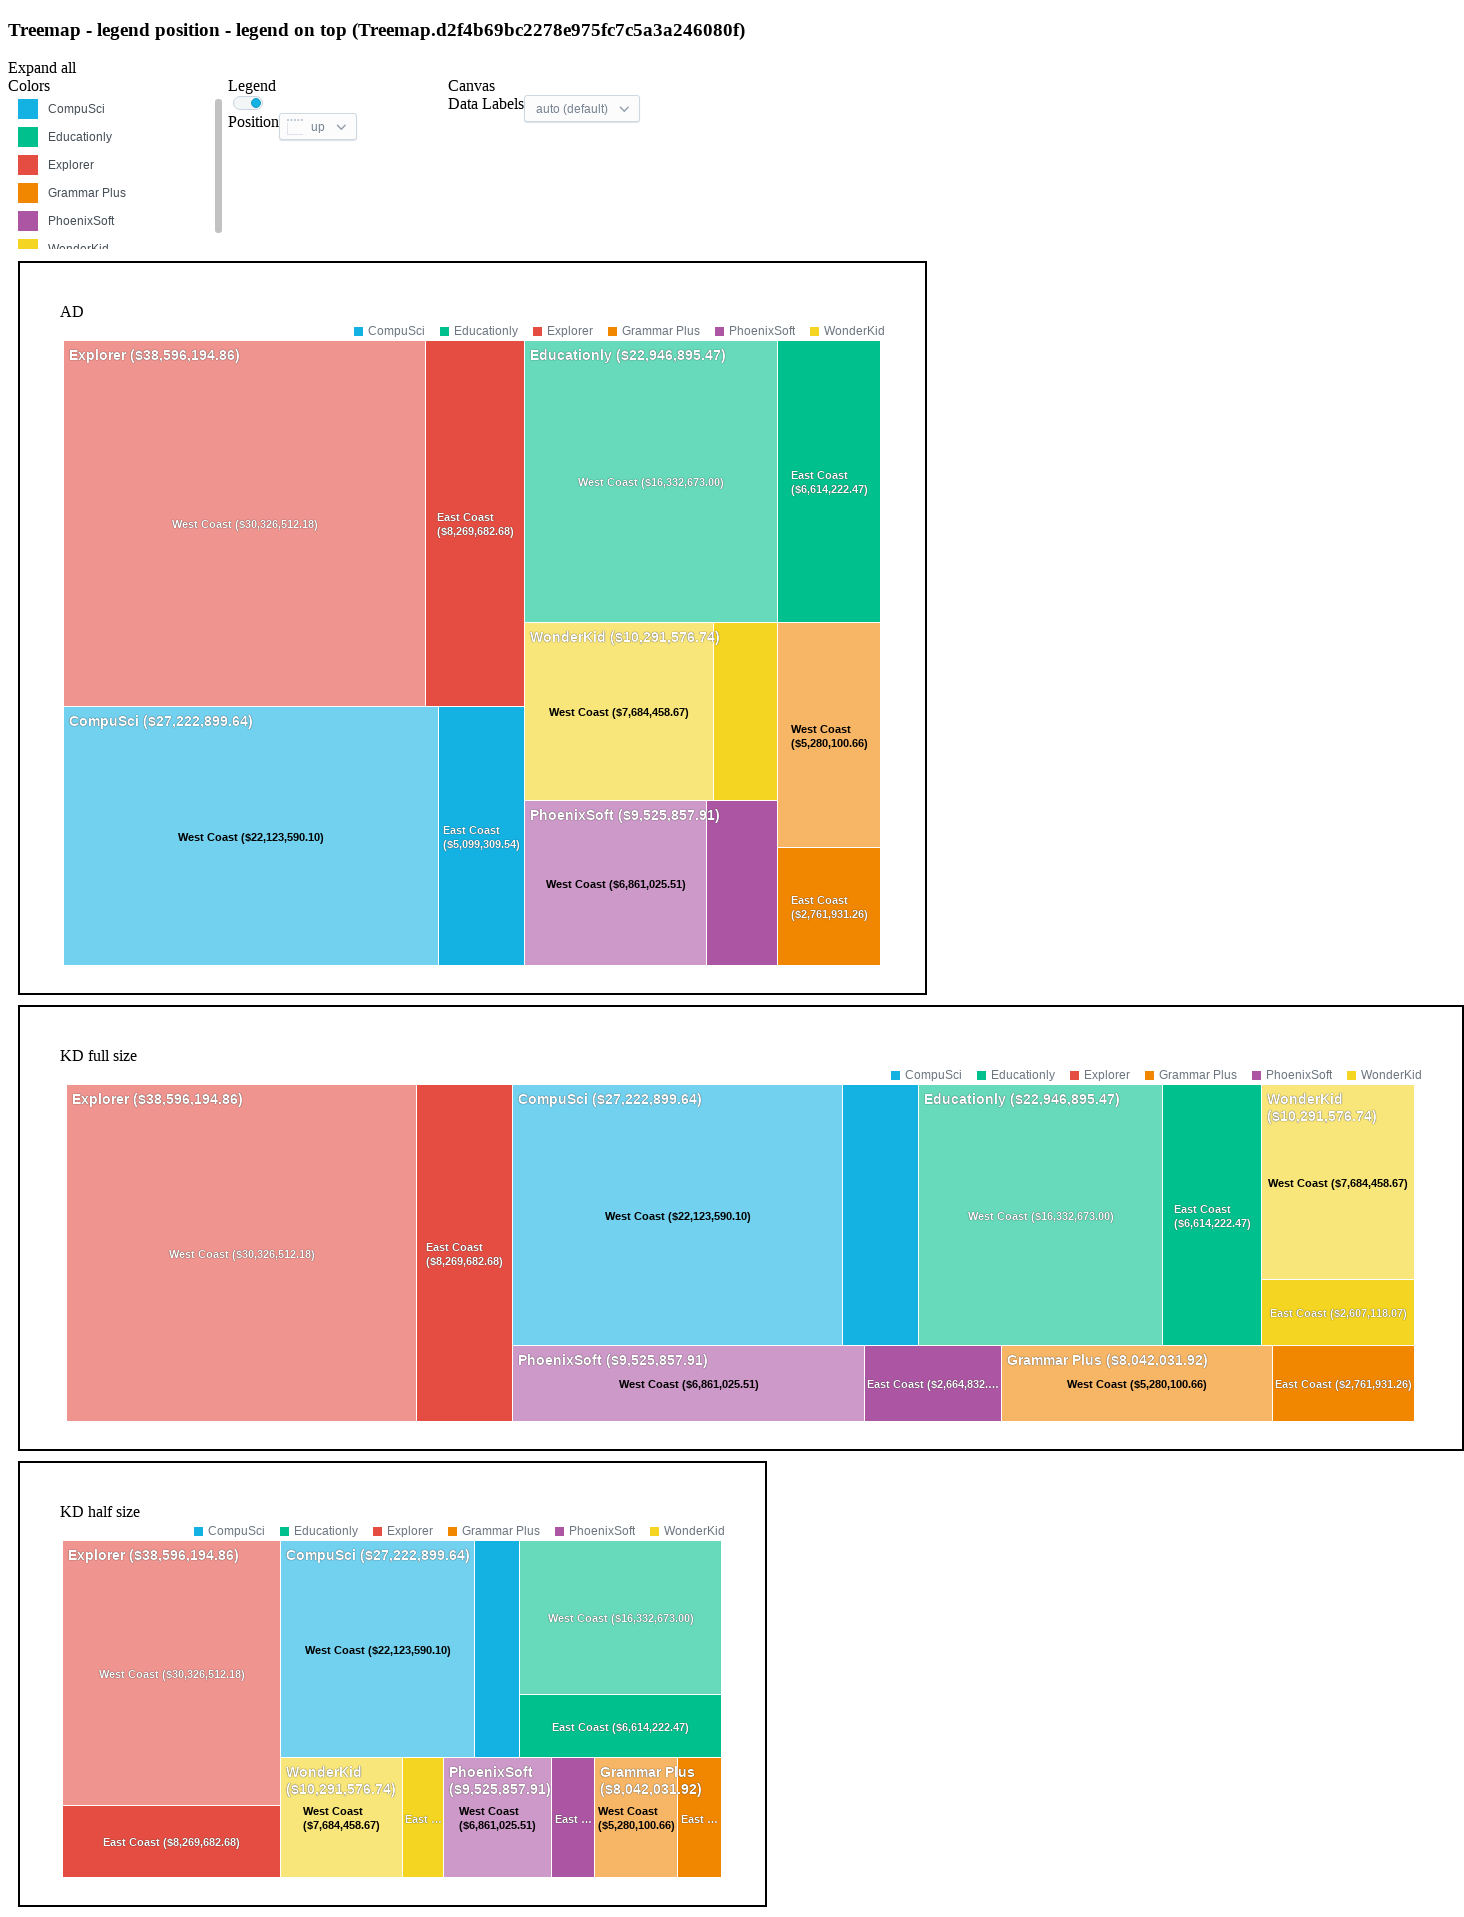 Treemap - legend position - legend on top (Treemap.d2f4b69bc2278e975fc7c5a3a246080f)
Expand all
Colors
CompuSci
Educationly
Explorer
Grammar Plus
PhoenixSoft
WonderKid
Legend
Position
up
Canvas
Data Labels auto (default)
AD
CompuSci Educationly Explorer Grammar Plus PhoenixSoft WonderKid
Explorer ($38,596,194.86)
West Coast ($30,326,512.18)
East Coast
($8,269,682.68)
Educationly ($22,946,895.47)
West Coast ($16,332,673.00)
East Coast
($6,614,222.47)
WonderKid ($10,291,576.74)
West Coast ($7,684,458.67)
West Coast
($5,280,100.66)
CompuSci ($27,222,899.64)
West Coast ($22,123,590.10)
East Coast
($5,099,309.54)
PhoenixSoft ($9,525,857.91)
West Coast ($6,861,025.51)
East Coast
($2,761,931.26)
KD full size
CompuSci Educationly Explorer Grammar Plus PhoenixSoft WonderKid
Explorer ($38,596,194.86)
West Coast ($30,326,512.18)
East Coast
($8,269,682.68)
CompuSci ($27,222,899.64)
West Coast ($22,123,590.10)
Educationly ($22,946,895.47)
West Coast ($16,332,673.00)
East Coast
($6,614,222.47)
WonderKid
($10,291,576.74)
West Coast ($7,684,458.67)
East Coast ($2,607,118.07)
PhoenixSoft ($9,525,857.91)
West Coast ($6,861,025.51)
East Coast ($2,664,832.…
Grammar Plus ($8,042,031.92)
West Coast ($5,280,100.66)
East Coast ($2,761,931.26)
KD half size
CompuSci Educationly Explorer Grammar Plus PhoenixSoft WonderKid
Explorer ($38,596,194.86)
West Coast ($30,326,512.18)
East Coast ($8,269,682.68)
CompuSci ($27,222,899.64)
West Coast ($22,123,590.10)
West Coast ($16,332,673.00)
East Coast ($6,614,222.47)
WonderKid
($10,291,576.74)
West Coast
($7,684,458.67)
East …
PhoenixSoft
($9,525,857.91)
West Coast
($6,861,025.51)
East …
Grammar Plus
($8,042,031.92)
West Coast
($5,280,100.66)
East …